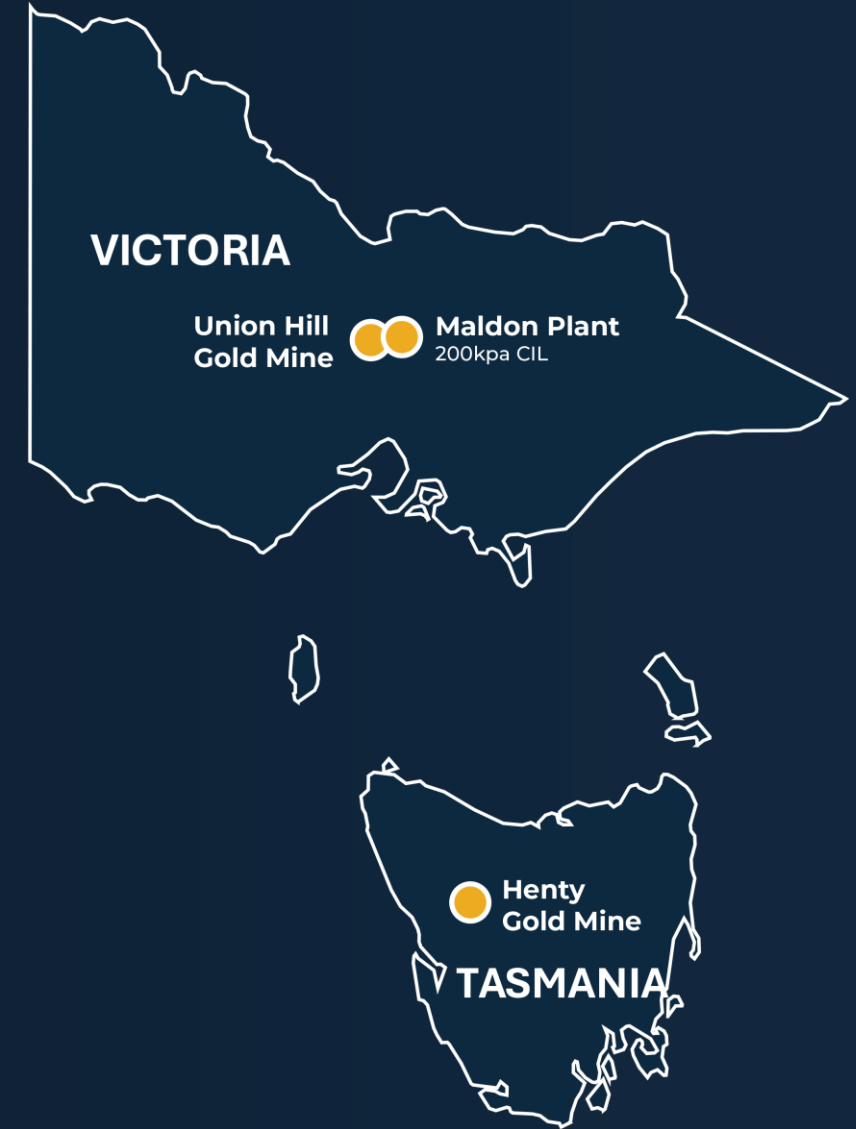 VICTORIA
Union Hill
Gold Mine
Maldon Plant
200kpa CIL
Henty
Gold Mine
TASMANIA